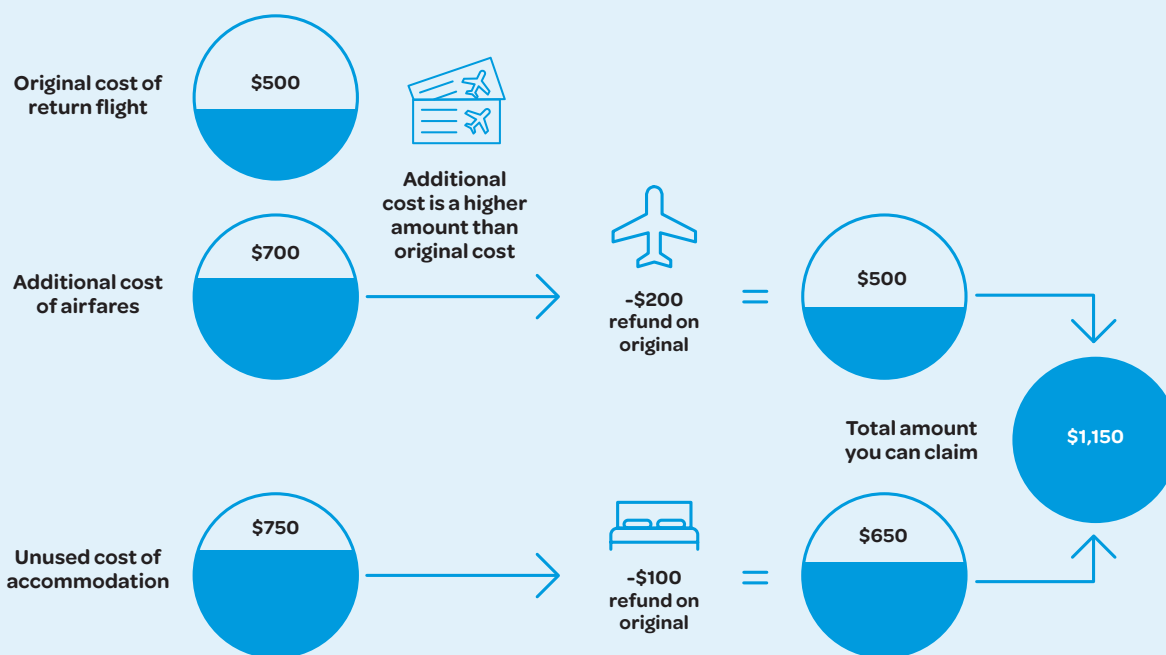 Original cost of
return flight
$500
Additional
cost is a higher
amount than
original cost
Additional cost
of airfares
$700
-$200
refund on
original
=
$500
Total amount
you can claim
$1,150
Unused cost of
accommodation
$750
-$100
refund on
original
=
$650